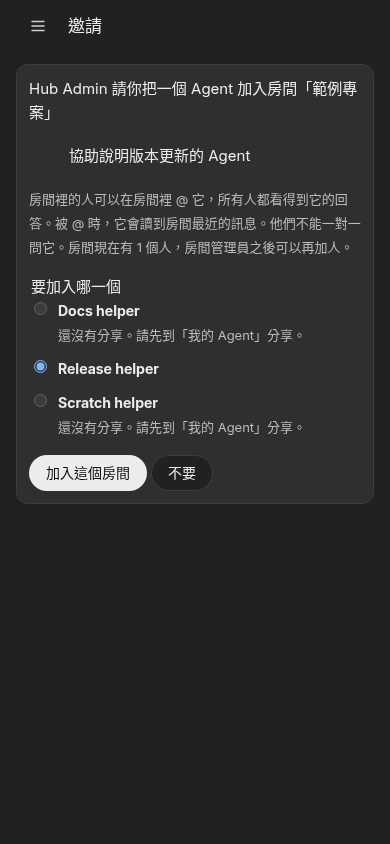 邀請
Hub Admin 請你把一個 Agent 加入房間「範例專
案」
協助說明版本更新的 Agent
房間裡的人可以在房間裡 @ 它，所有人都看得到它的回
答。被 @ 時，它會讀到房間最近的訊息。他們不能一對一
問它。房間現在有 1 個人，房間管理員之後可以再加人。
要加入哪一個
Docs helper
還沒有分享。請先到「我的 Agent」分享。
Release helper
Scratch helper
還沒有分享。請先到「我的 Agent」分享。
加入這個房間
不要